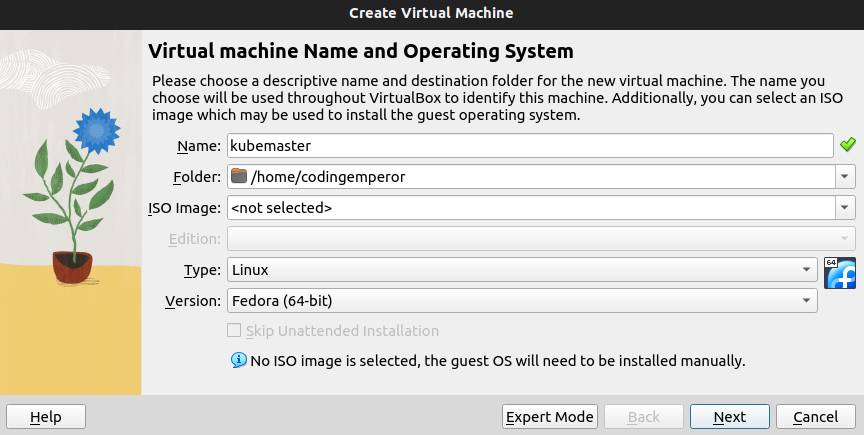 Create Virtual Machine
Virtual machine Name and Operating System
Please choose a descriptive name and destination folder for the new virtual machine. The name you
choose will be used throughout VirtualBox to identify this machine. Additionally, you can select an ISO
image which may be used to install the guest operating system.
Name: kubemaster
Folder: /home/codingemperor
ISO Image: <not selected>
Edition:
Type: Linux
64
Version: Fedora (64-bit)
Skip Unattended Installation
No ISO image is selected, the guest OS will need to be installed manually.
Help Expert Mode Back Next Cancel